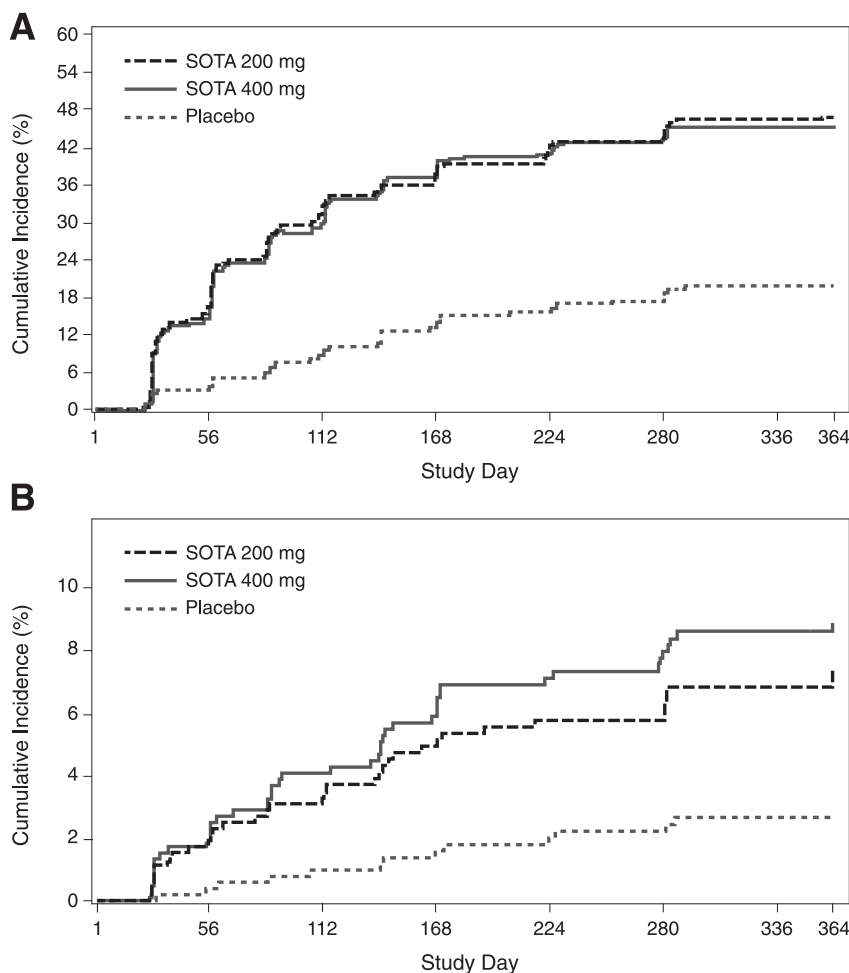 A
60
54
48
42
36
30
24
18
12
6
0
Cumulative Incidence (%)
SOTA 200 mg
SOTA 400 mg
Placebo
1 56 112 168 224 280 336 364
Study Day
B
10
8
6
4
2
0
Cumulative Incidence (%)
SOTA 200 mg
SOTA 400 mg
Placebo
1 56 112 168 224 280 336 364
Study Day